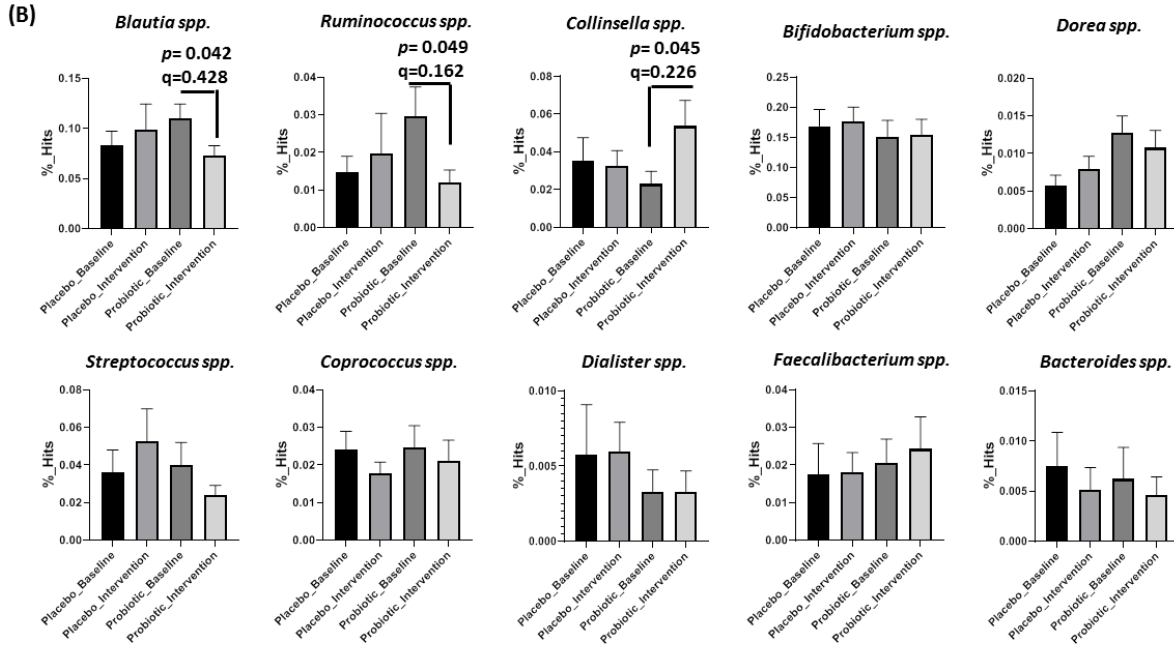 (B)
Blautia spp.
p= 0.042
q=0.428
%_Hits
0.15
0.10
0.05
0.00
Placebo_Baseline
Placebo_Intervention
Probiotic_Baseline
Probiotic_Intervention
Ruminococcus spp.
p= 0.049
q=0.162
%_Hits
0.04
0.03
0.02
0.01
0.00
Placebo_Baseline
Placebo_Intervention
Probiotic_Baseline
Probiotic_Intervention
Collinsella spp.
p= 0.045
q=0.226
%_Hits
0.08
0.06
0.04
0.02
0.00
Placebo_Baseline
Placebo_Intervention
Probiotic_Baseline
Probiotic_Intervention
Bifidobacterium spp.
%_Hits
0.25
0.20
0.15
0.10
0.05
0.00
Placebo_Baseline
Placebo_Intervention
Probiotic_Baseline
Probiotic_Intervention
Dorea spp.
%_Hits
0.020
0.015
0.010
0.005
0.000
Placebo_Baseline
Placebo_Intervention
Probiotic_Baseline
Probiotic_Intervention
Streptococcus spp.
%_Hits
0.08
0.06
0.04
0.02
0.00
Placebo_Baseline
Placebo_Intervention
Probiotic_Baseline
Probiotic_Intervention
Coprococcus spp.
%_Hits
0.04
0.03
0.02
0.01
0.00
Placebo_Baseline
Placebo_Intervention
Probiotic_Baseline
Probiotic_Intervention
Dialister spp.
%_Hits
0.010
0.005
0.000
Placebo_Baseline
Placebo_Intervention
Probiotic_Baseline
Probiotic_Intervention
Faecalibacterium spp.
%_Hits
0.04
0.03
0.02
0.01
0.00
Placebo_Baseline
Placebo_Intervention
Probiotic_Baseline
Probiotic_Intervention
Bacteroides spp.
%_Hits
0.015
0.010
0.005
0.000
Placebo_Baseline
Placebo_Intervention
Probiotic_Baseline
Probiotic_Intervention